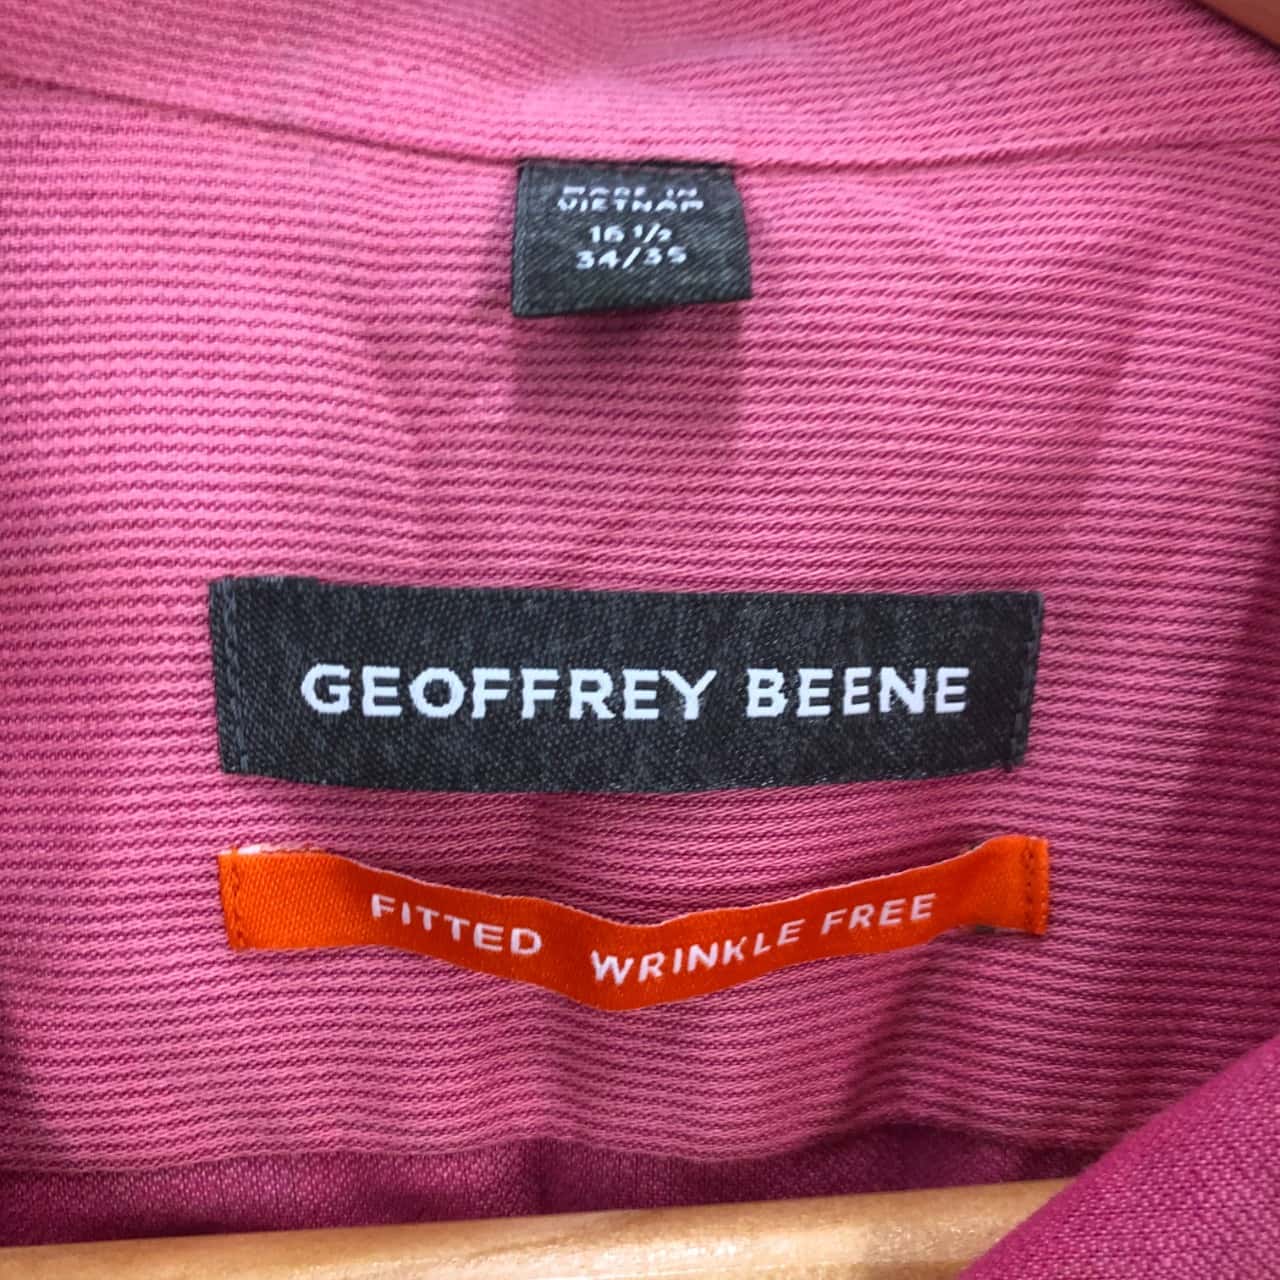 MADE IN
VIETNAM
16 1/2
34/35
GEOFFREY BEENE
FITTED WRINKLE FREE